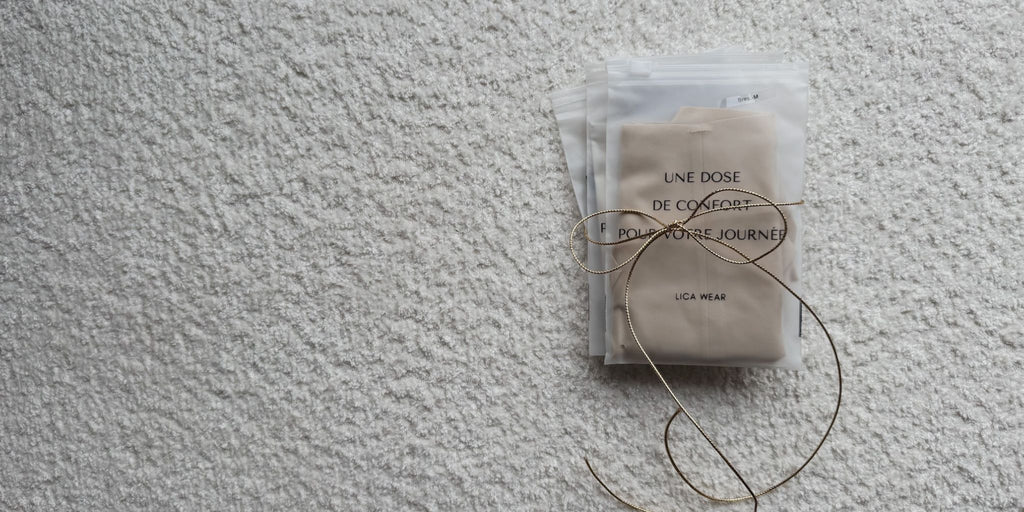 UNE DOSE
DE CONFORT
POUR VOTRE JOURNÉE
LICA WEAR